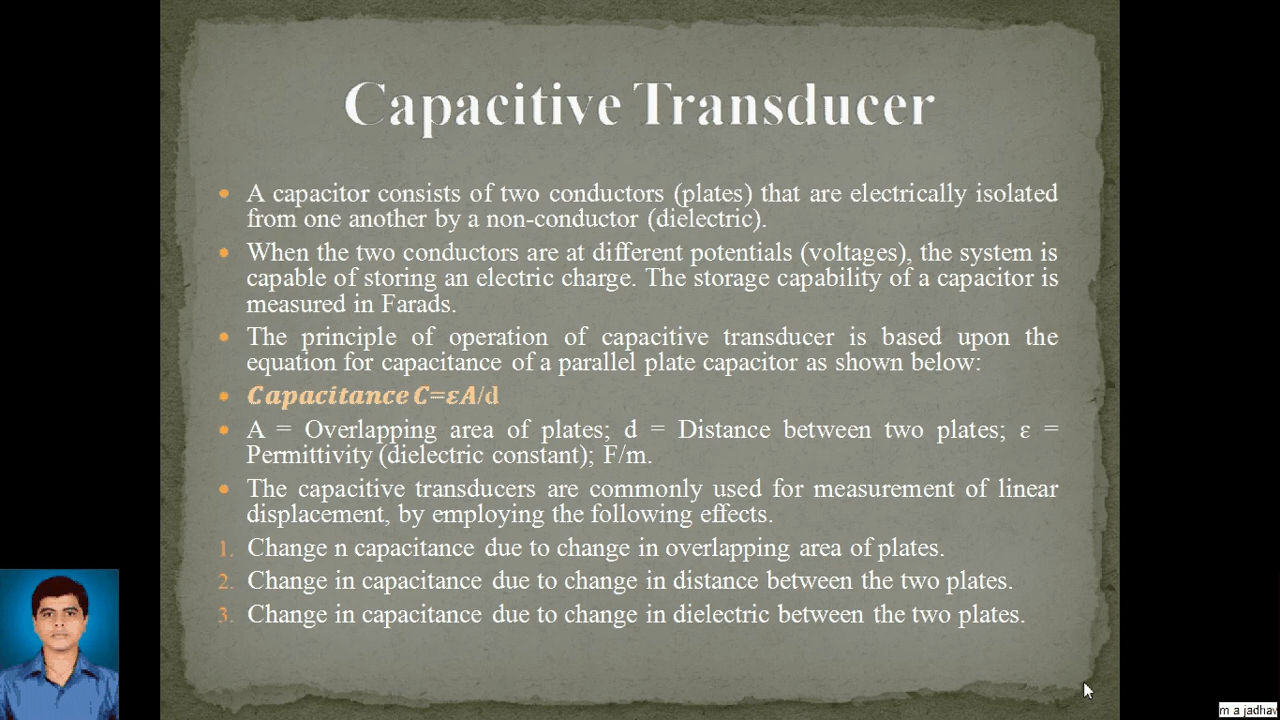 Capacitive Transducer
A capacitor consists of two conductors (plates) that are electrically isolated
from one another by a non-conductor (dielectric).
When the two conductors are at different potentials (voltages), the system is
capable of storing an electric charge. The storage capability of a capacitor is
measured in Farads.
The principle of operation of capacitive transducer is based upon the
equation for capacitance of a parallel plate capacitor as shown below:
Capacitance C=εA/d
A = Overlapping area of plates; d = Distance between two plates; ε =
Permittivity (dielectric constant); F/m.
The capacitive transducers are commonly used for measurement of linear
displacement, by employing the following effects.
1. Change n capacitance due to change in overlapping area of plates.
2. Change in capacitance due to change in distance between the two plates.
3. Change in capacitance due to change in dielectric between the two plates.
m a jadhav